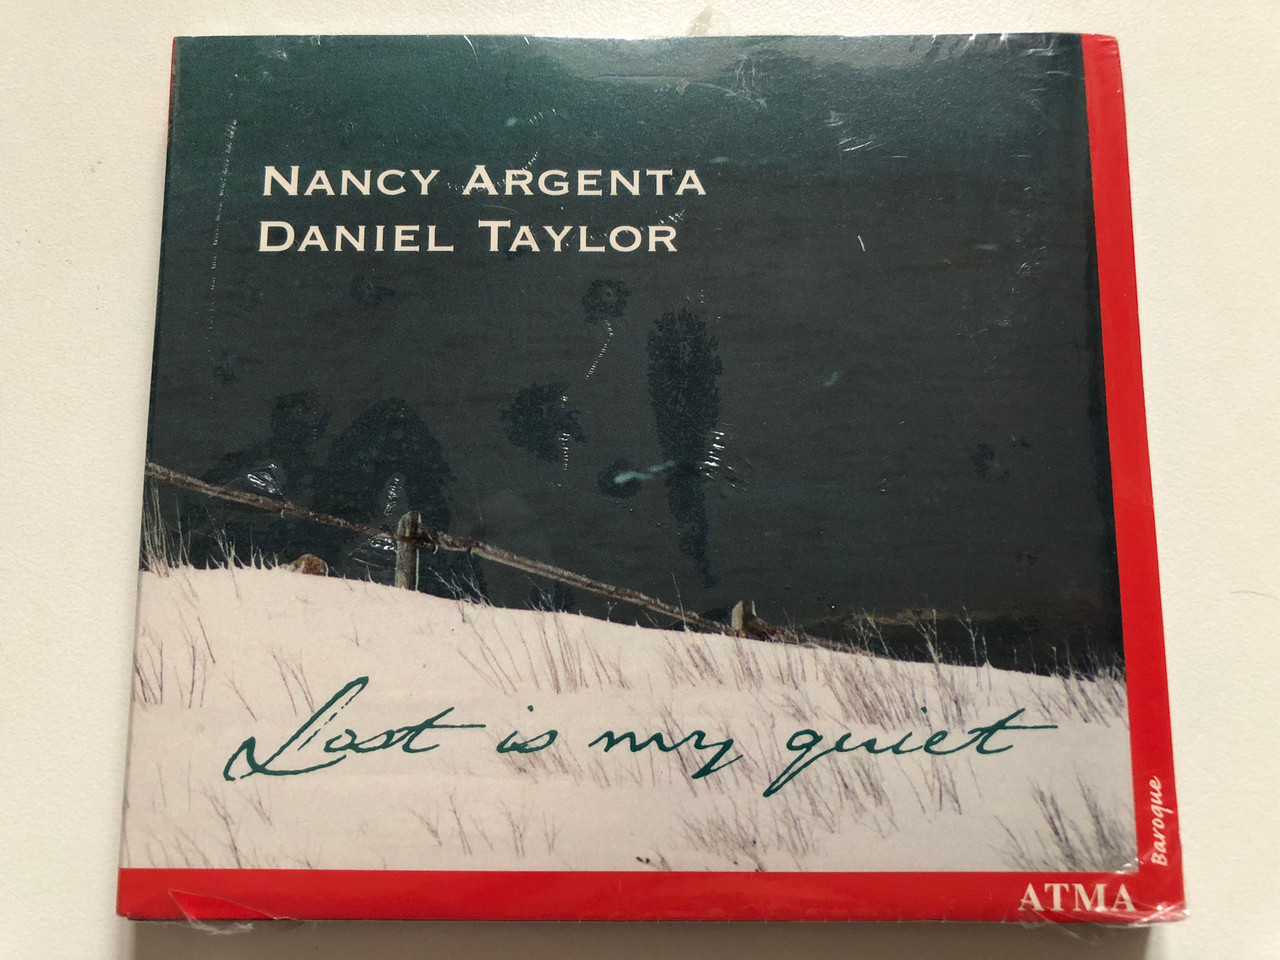 NANCY ARGENTA
DANIEL TAYLOR
Lost is my quiet
Baroque
ATMA